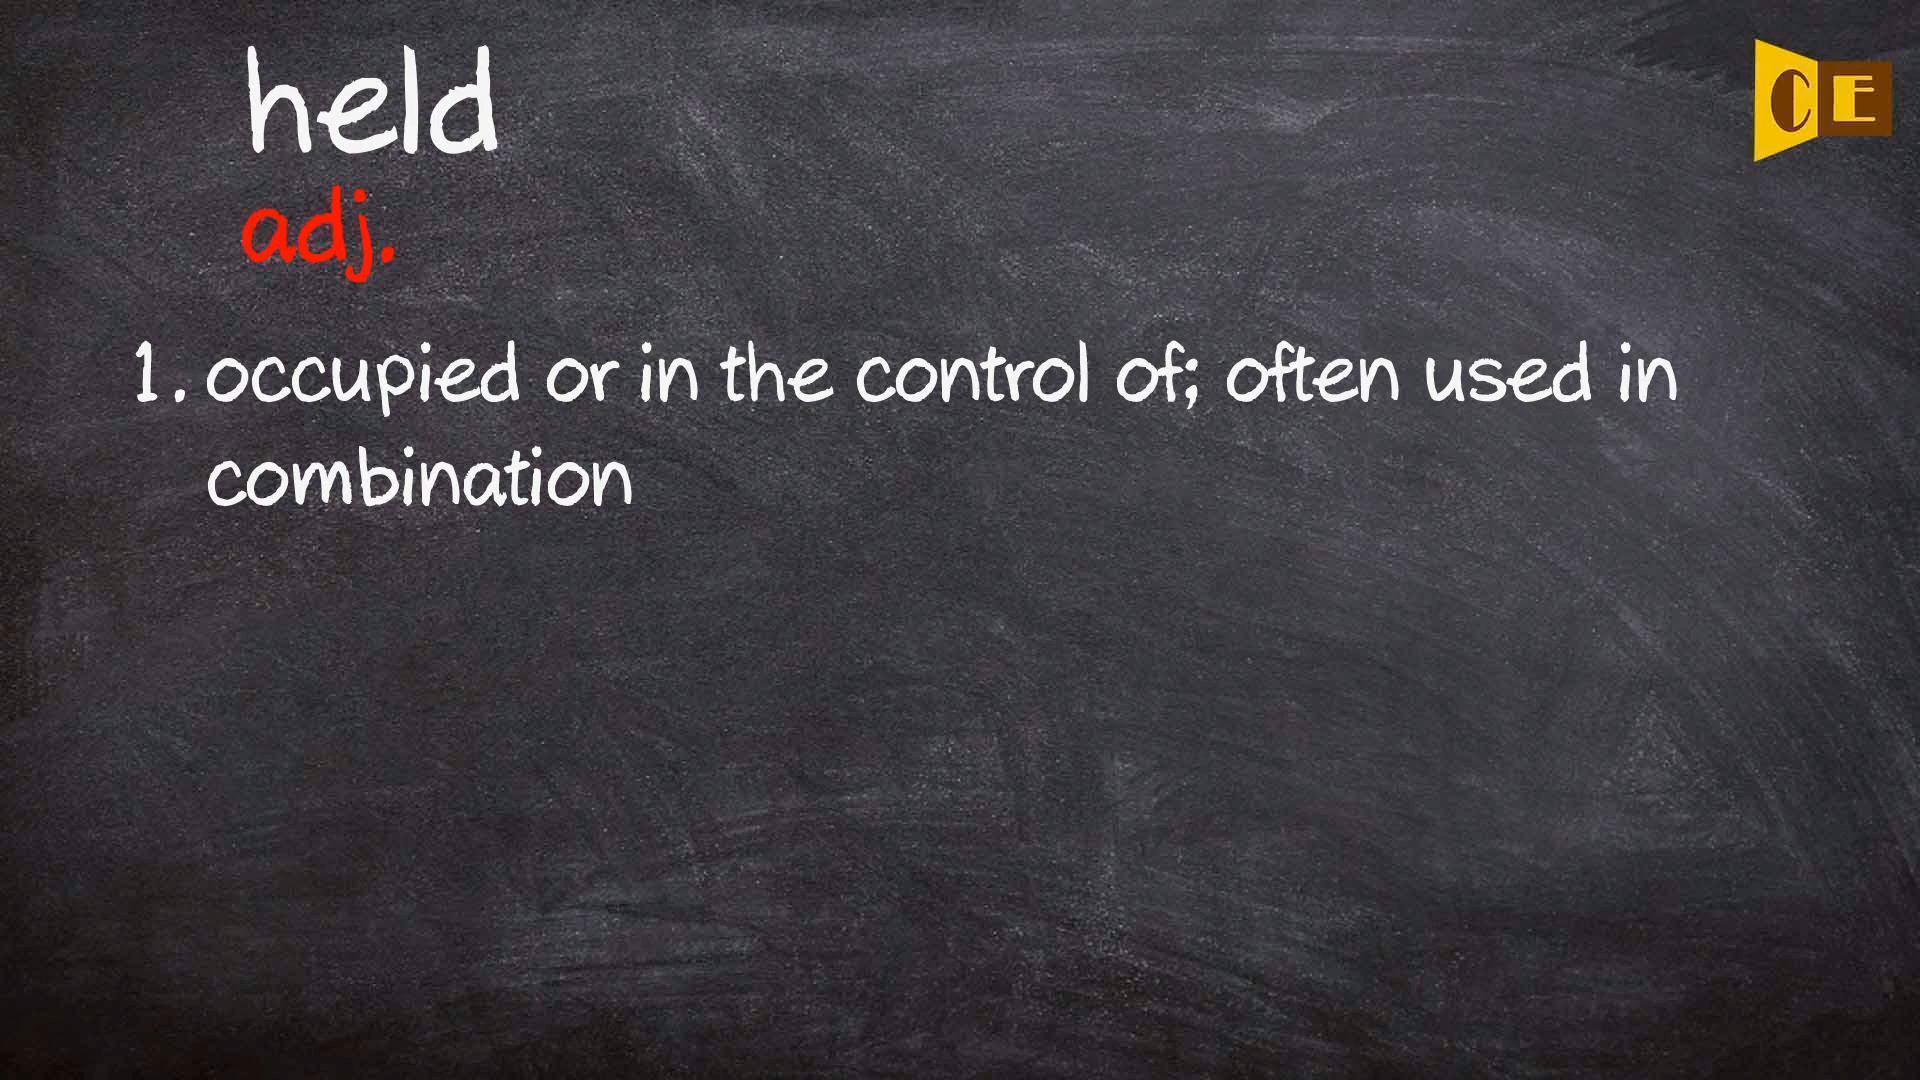 held
CE
adj.
1. occupied or in the control of; often used in
combination